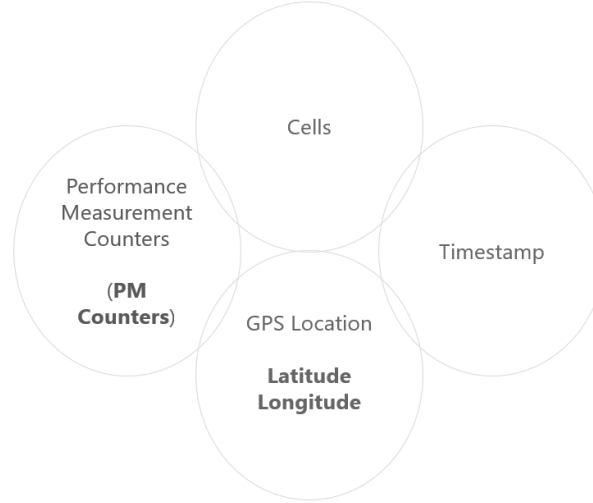 Cells
Performance
Measurement
Counters
(PM
Counters)
Timestamp
GPS Location
Latitude
Longitude